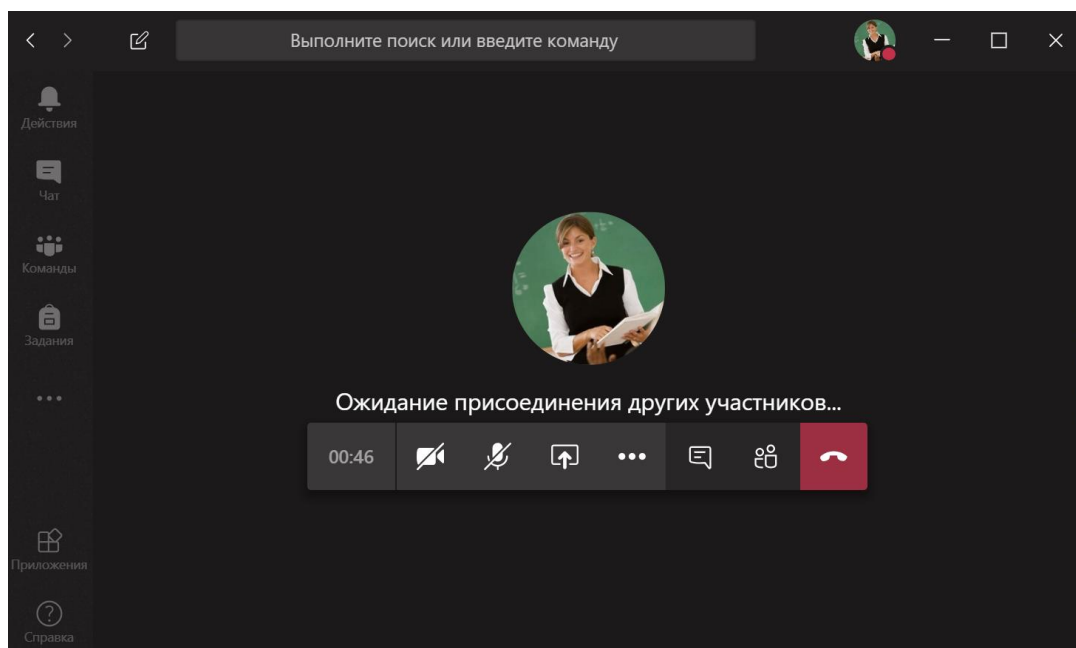 Выполните поиск или введите команду
Действия
Чат
Команды
Задания
Ожидание присоединения других участников...
00:46
Приложения
Справка